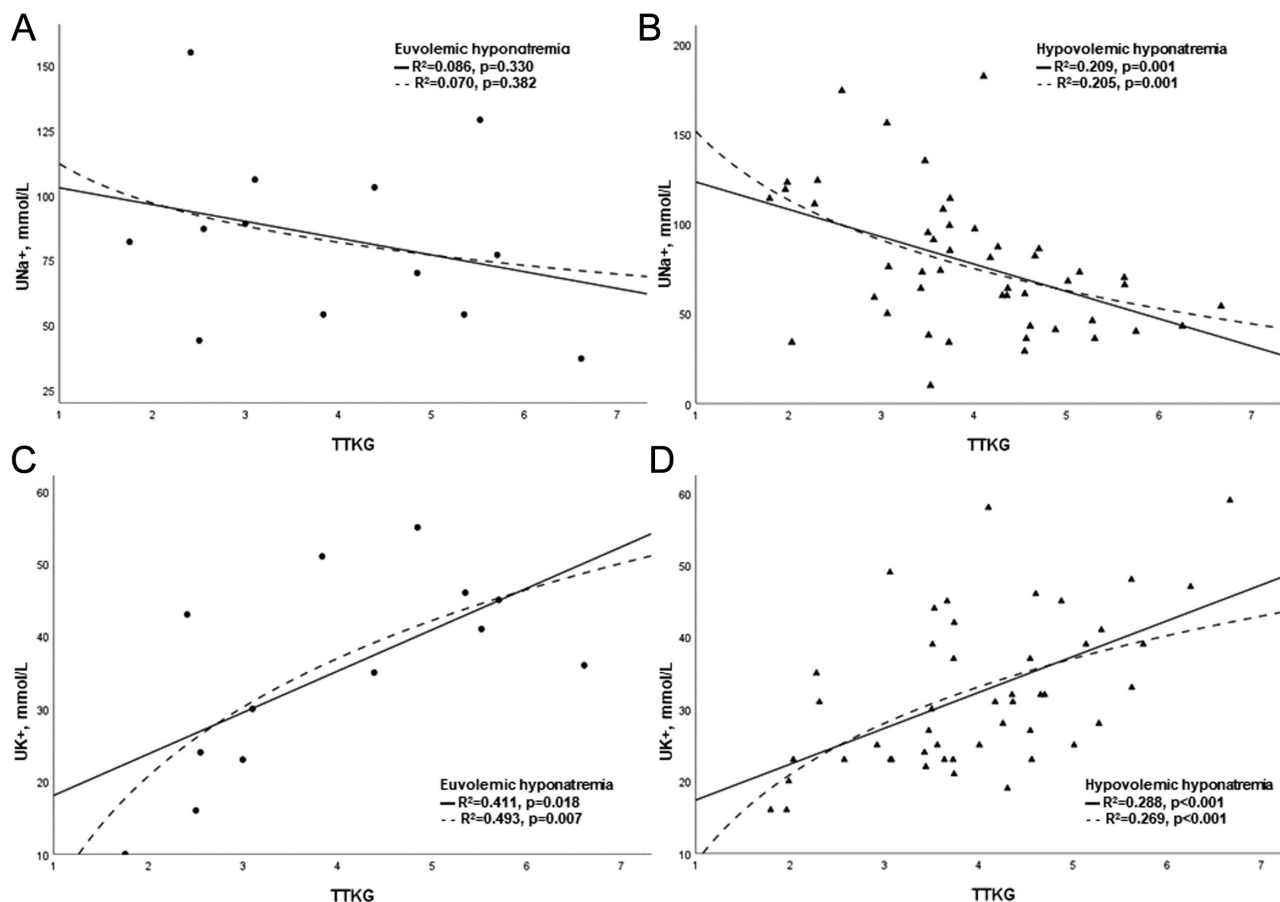 A
Euvolemic hyponatremia
R²=0.086, p=0.330
R²=0.070, p=0.382
150
125
100
75
50
25
UNa+, mmol/L
1 2 3 4 5 6 7
TTKG
B
Hypovolemic hyponatremia
R²=0.209, p=0.001
R²=0.205, p=0.001
200
150
100
50
0
UNa+, mmol/L
1 2 3 4 5 6 7
TTKG
C
60
50
40
30
20
10
UK+, mmol/L
Euvolemic hyponatremia
R²=0.411, p=0.018
R²=0.493, p=0.007
1 2 3 4 5 6 7
TTKG
D
60
50
40
30
20
10
UK+, mmol/L
Hypovolemic hyponatremia
R²=0.288, p<0.001
R²=0.269, p<0.001
1 2 3 4 5 6 7
TTKG